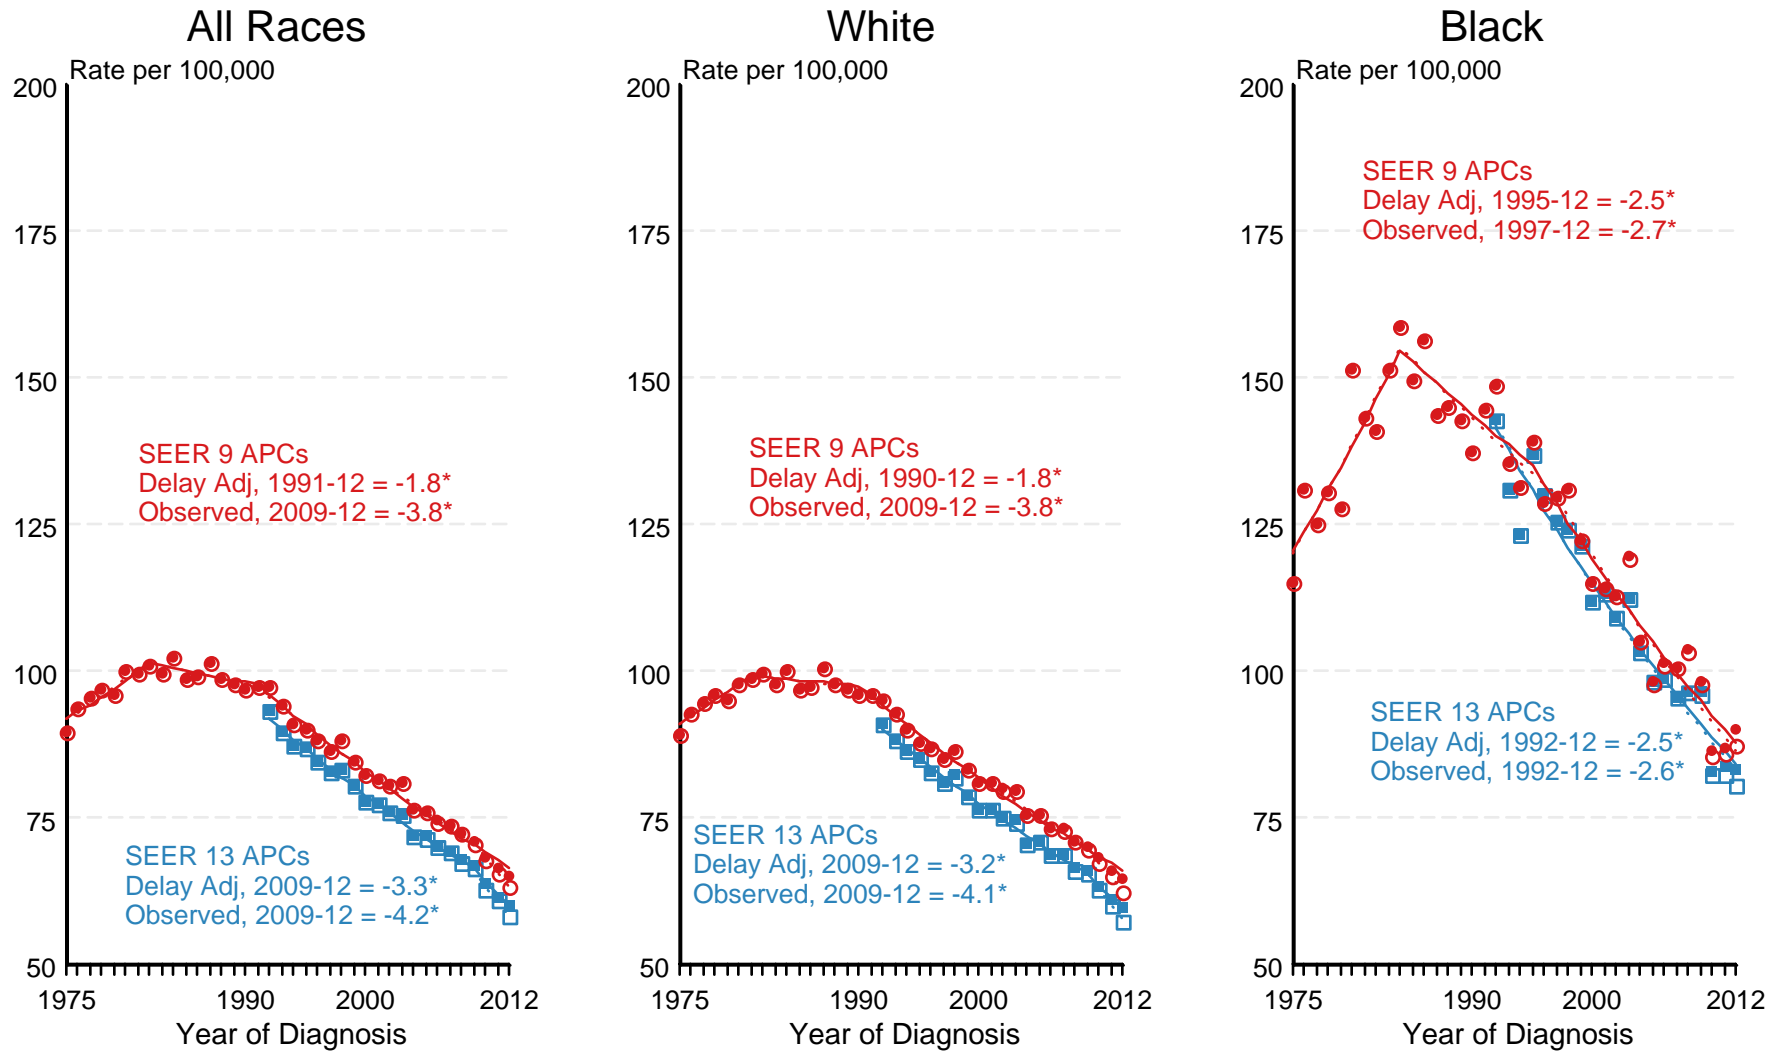 All Races
Rate per 100,000
200
175
150
125
100
75
50
SEER 9 APCs
Delay Adj, 1991-12 = -1.8*
Observed, 2009-12 = -3.8*
SEER 13 APCs
Delay Adj, 2009-12 = -3.3*
Observed, 2009-12 = -4.2*
1975 1990 2000 2012
Year of Diagnosis
White
Rate per 100,000
200
175
150
125
100
75
50
SEER 9 APCs
Delay Adj, 1990-12 = -1.8*
Observed, 2009-12 = -3.8*
SEER 13 APCs
Delay Adj, 2009-12 = -3.2*
Observed, 2009-12 = -4.1*
1975 1990 2000 2012
Year of Diagnosis
Black
Rate per 100,000
200
175
150
125
100
75
50
SEER 9 APCs
Delay Adj, 1995-12 = -2.5*
Observed, 1997-12 = -2.7*
SEER 13 APCs
Delay Adj, 1992-12 = -2.5*
Observed, 1992-12 = -2.6*
1975 1990 2000 2012
Year of Diagnosis